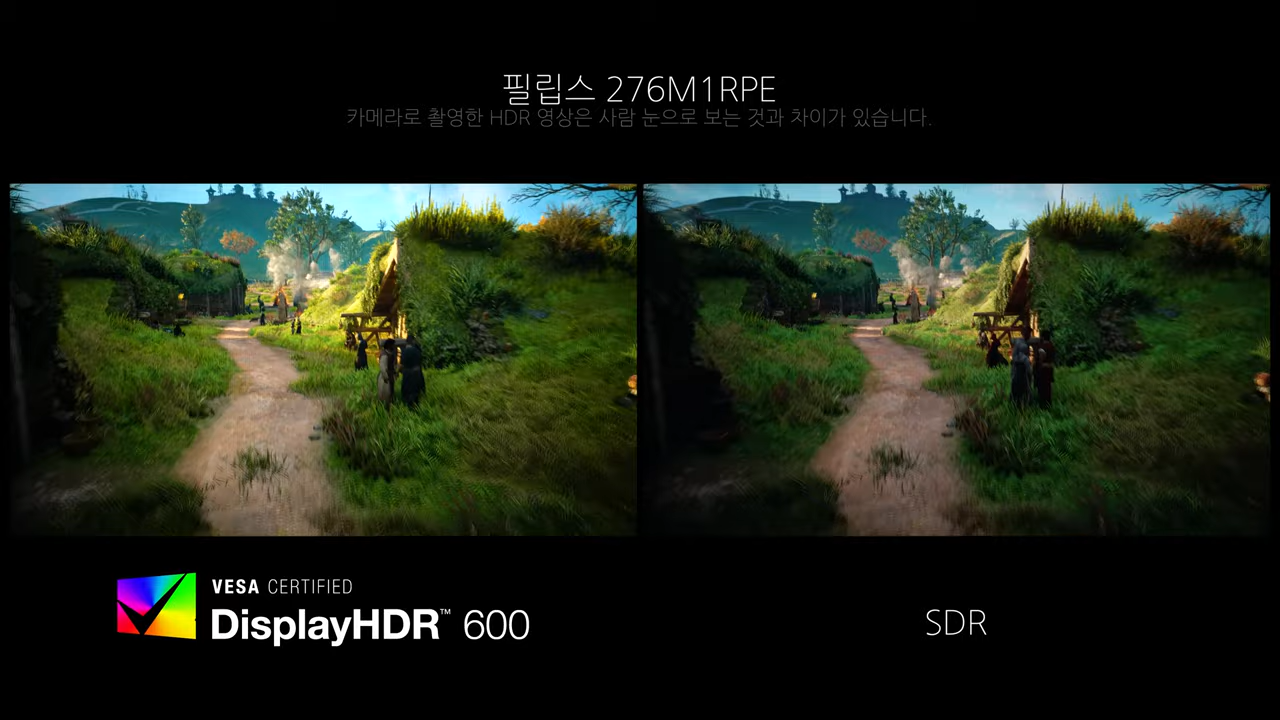 필립스 276M1RPE
카메라로 촬영한 HDR 영상은 사람 눈으로 보는 것과 차이가 있습니다.
VESA CERTIFIED
DisplayHDR™ 600
SDR